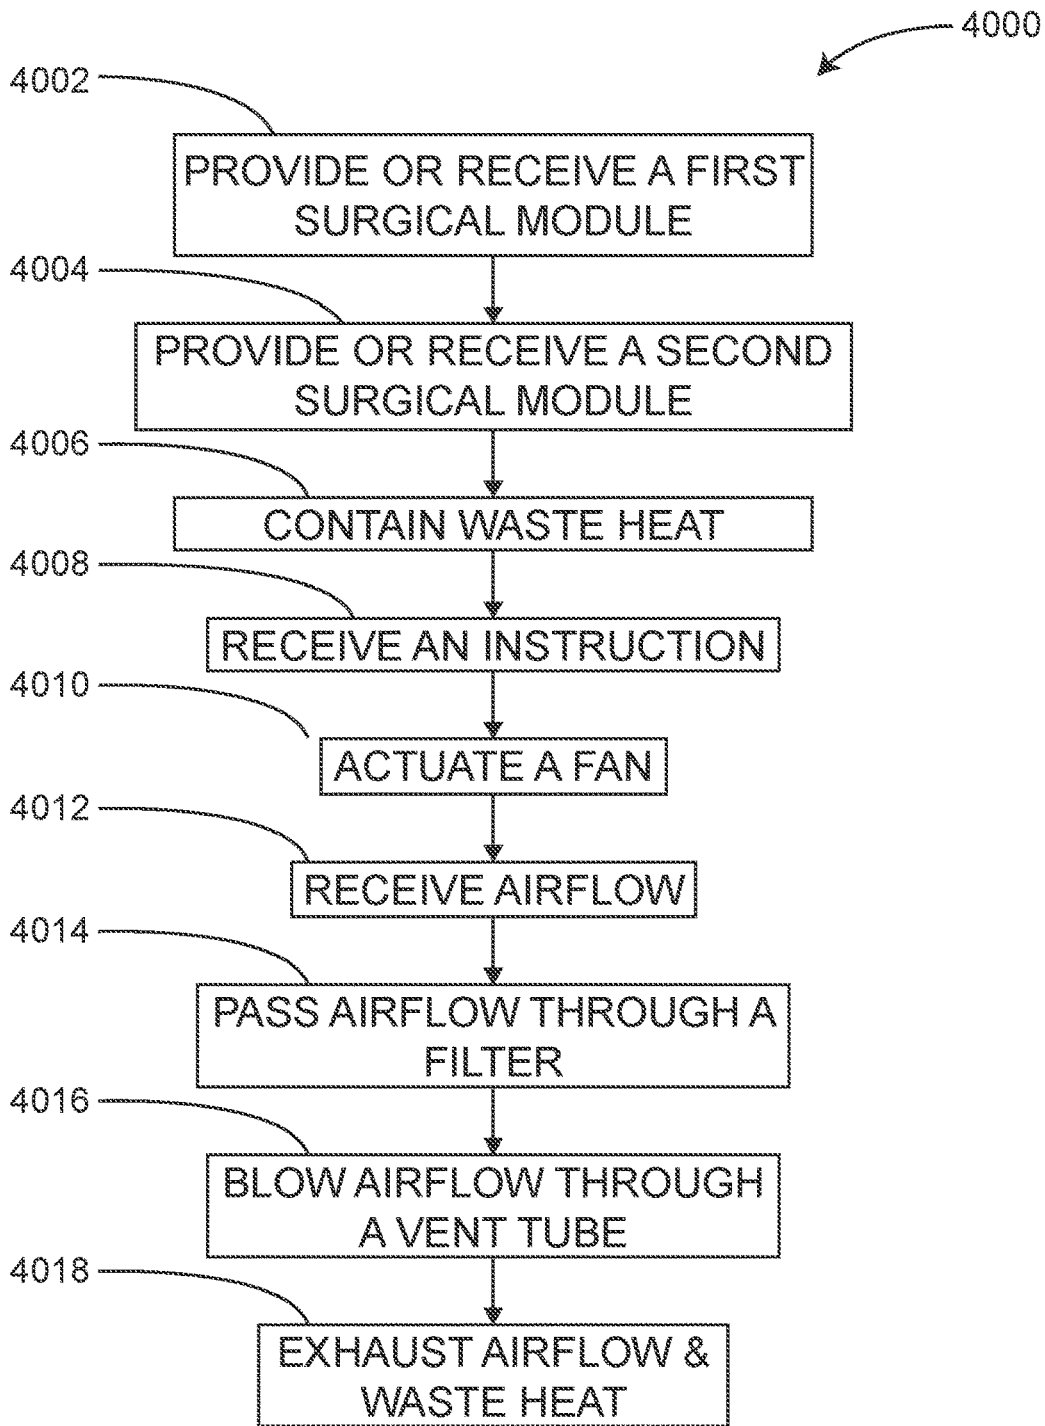 4000
4002
PROVIDE OR RECEIVE A FIRST
SURGICAL MODULE
4004
PROVIDE OR RECEIVE A SECOND
SURGICAL MODULE
4006
CONTAIN WASTE HEAT
4008
RECEIVE AN INSTRUCTION
4010
ACTUATE A FAN
4012
RECEIVE AIRFLOW
4014
PASS AIRFLOW THROUGH A
FILTER
4016
BLOW AIRFLOW THROUGH
A VENT TUBE
4018
EXHAUST AIRFLOW &
WASTE HEAT